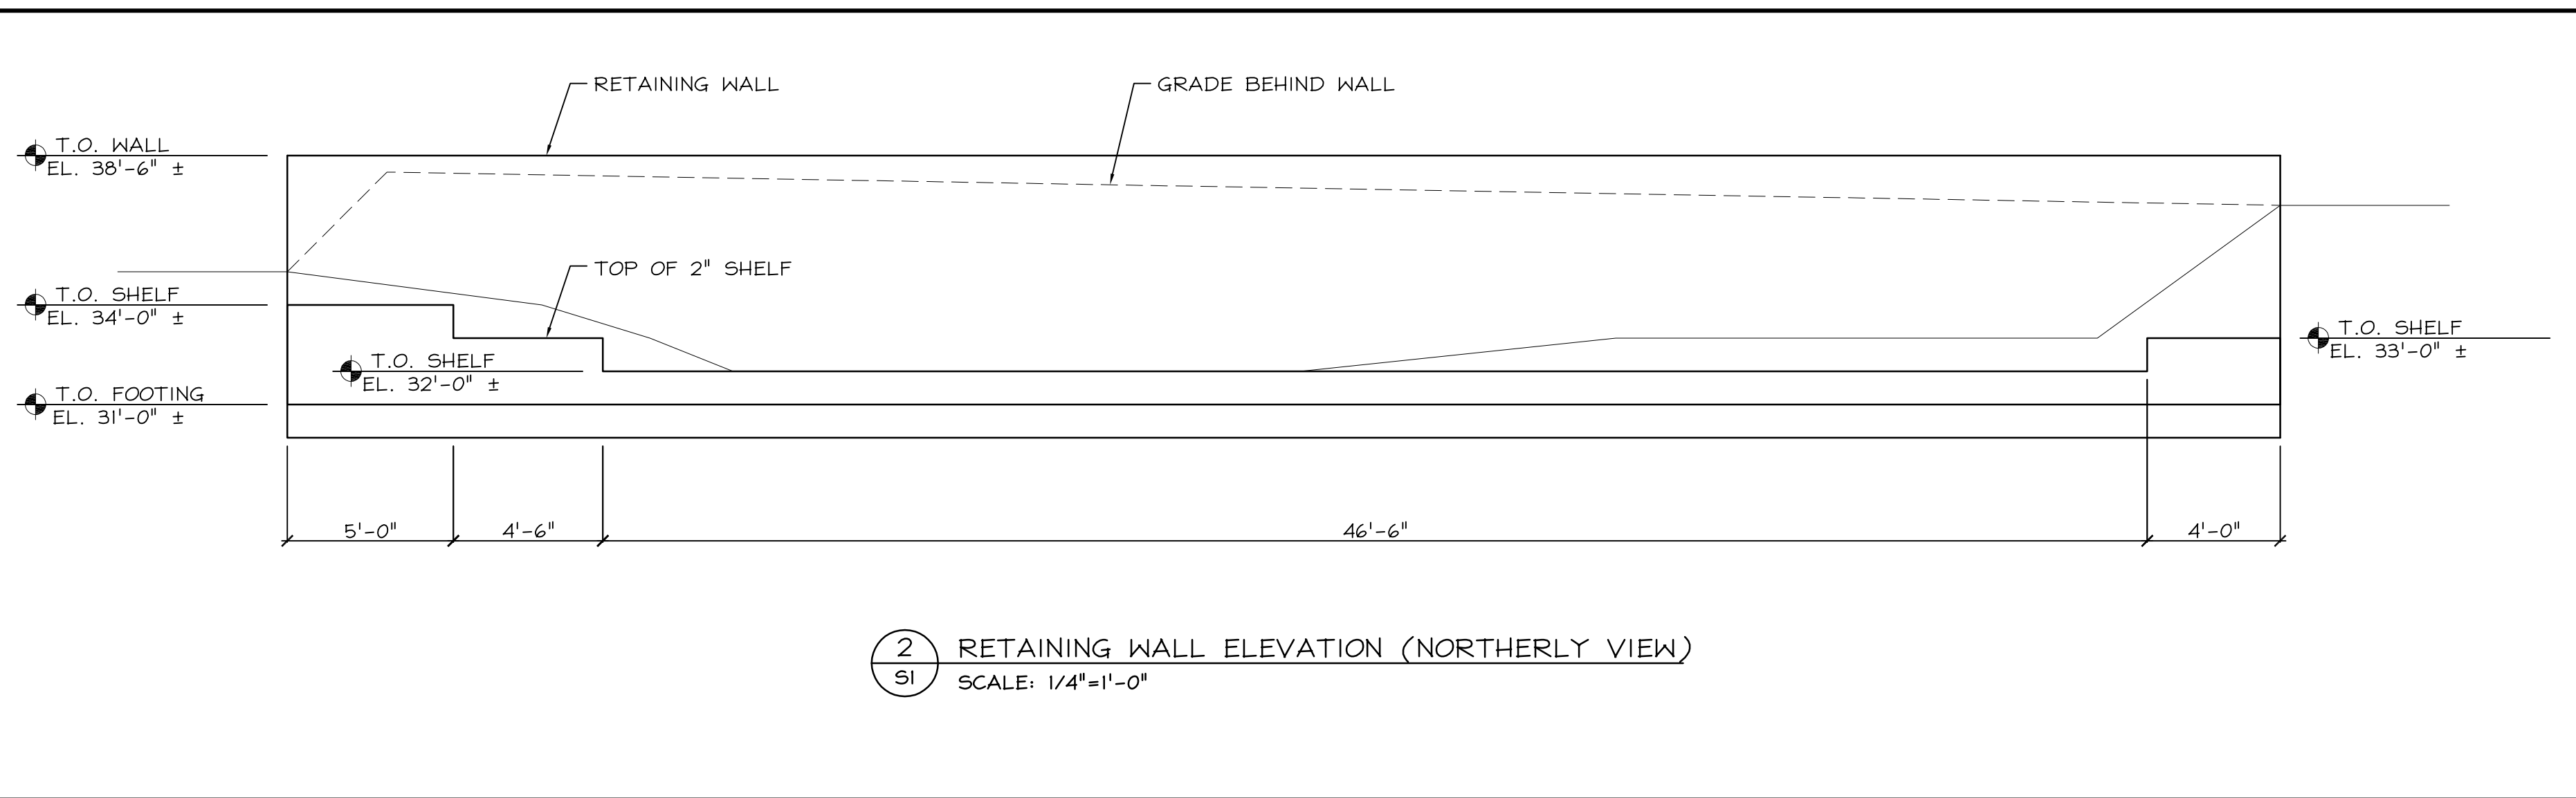 RETAINING WALL
GRADE BEHIND WALL
T.O. WALL
EL. 38'-6" ±
TOP OF 2" SHELF
T.O. SHELF
EL. 34'-0" ±
T.O. SHELF
EL. 33'-0" ±
T.O. SHELF
EL. 32'-0" ±
T.O. FOOTING
EL. 31'-0" ±
5'-0"
4'-6"
46'-6"
4'-0"
2
S1
RETAINING WALL ELEVATION (NORTHERLY VIEW)
SCALE: 1/4"=1'-0"